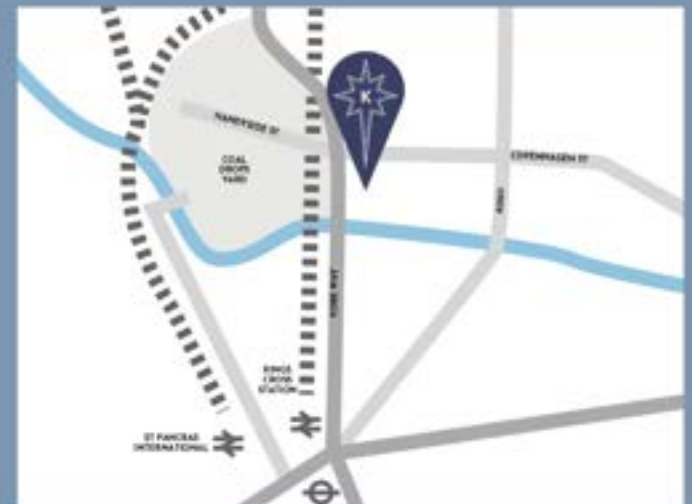 K
HANDYSIDE ST
COAL
DROPS
YARD
COPENHAGEN ST
KINGS
CROSS
STATION
ST PANCRAS
INTERNATIONAL